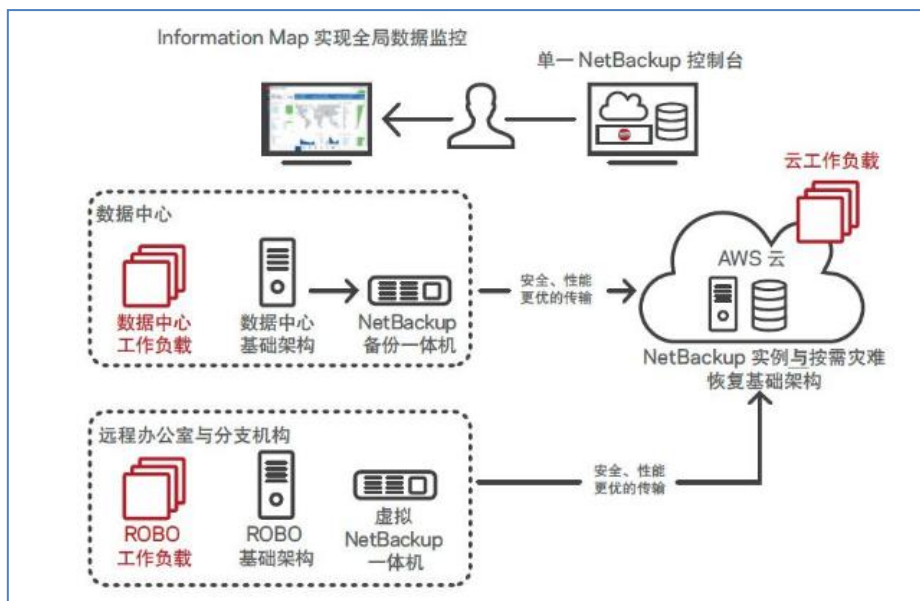 Information Map 实现全局数据监控
单一 NetBackup 控制台
云工作负载
数据中心
AWS 云
安全、性能
更优的传输
数据中心
工作负载
数据中心
基础架构
NetBackup
备份一体机
NetBackup 实例与按需灾难
恢复基础架构
远程办公室与分支机构
安全、性能
更优的传输
ROBO
工作负载
ROBO
基础架构
虚拟
NetBackup
一体机